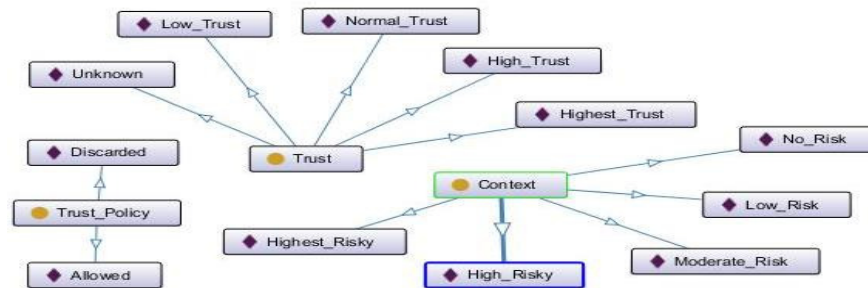 Low_Trust
Normal_Trust
Unknown
High_Trust
Highest_Trust
Discarded
Trust
No_Risk
Context
Trust_Policy
Low_Risk
Highest_Risky
Moderate_Risk
Allowed
High_Risky